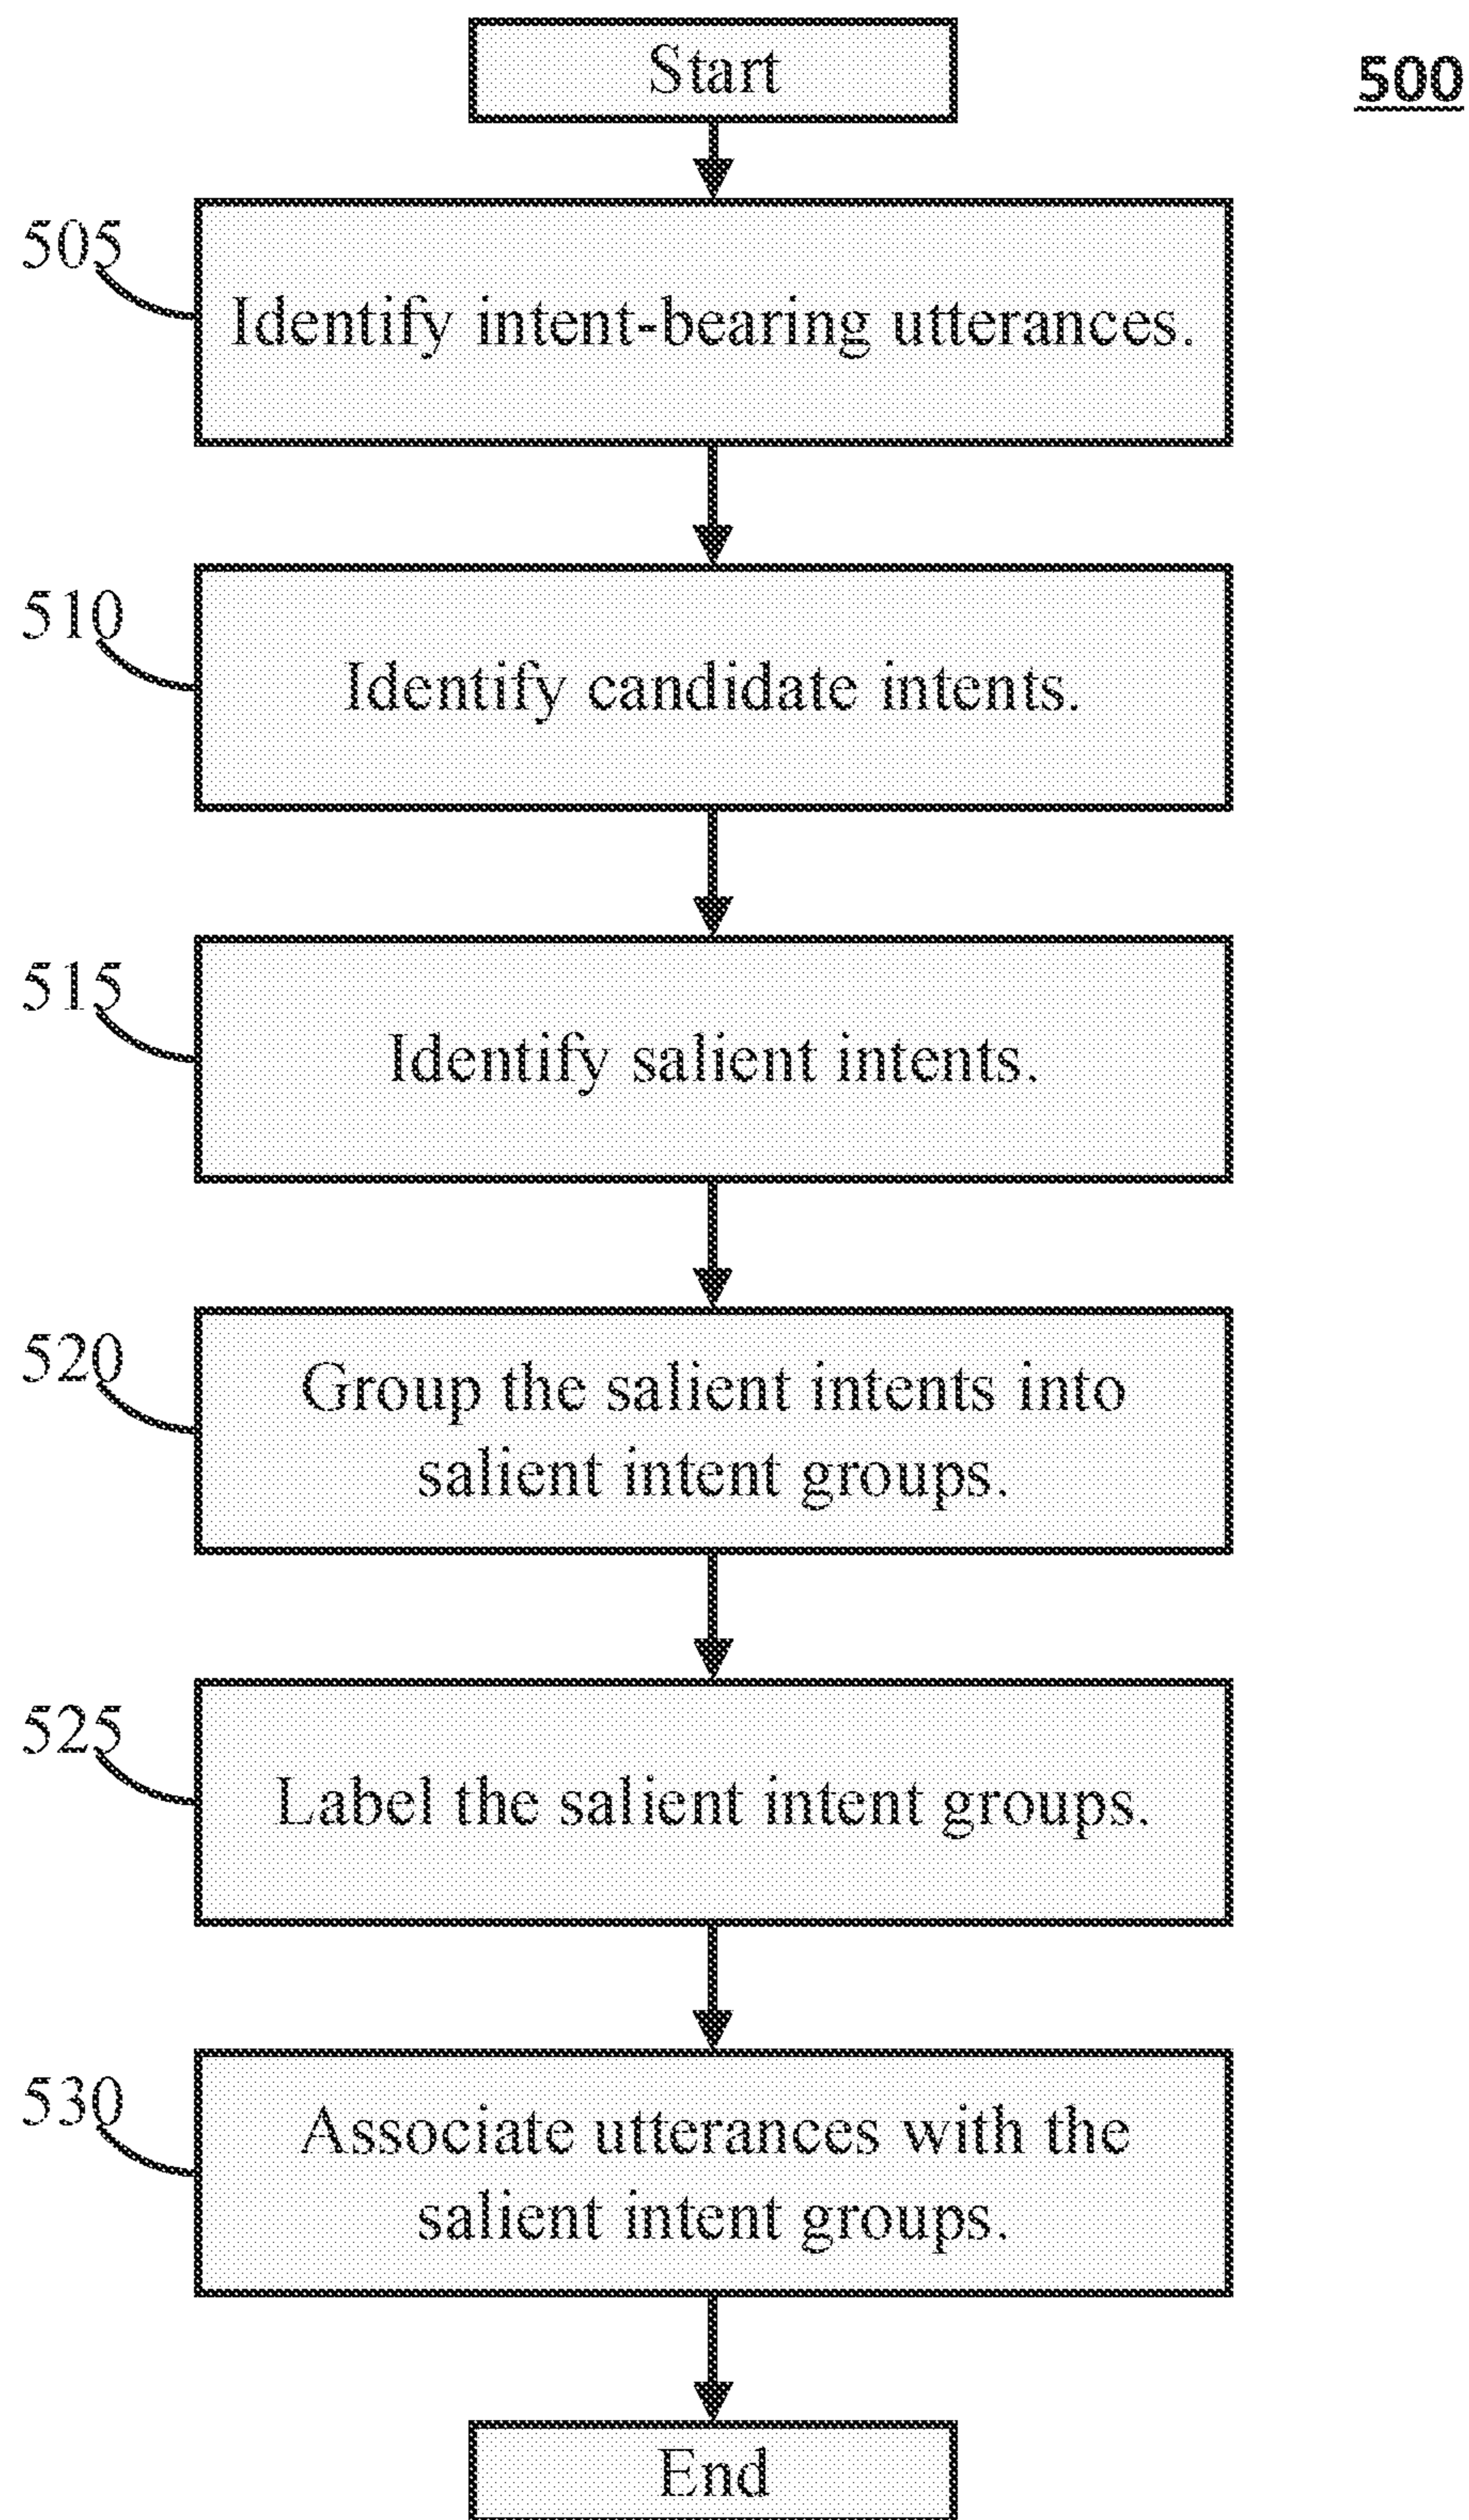 Start
500
505
Identify intent-bearing utterances.
510
Identify candidate intents.
515
Identify salient intents.
520
Group the salient intents into
salient intent groups.
525
Label the salient intent groups.
530
Associate utterances with the
salient intent groups.
End